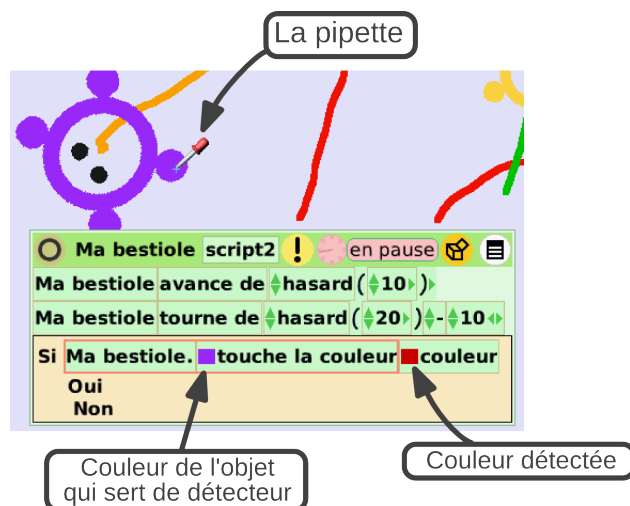 La pipette
Ma bestiole script2 ! en pause
Ma bestiole avance de hasard ( 10 )
Ma bestiole tourne de hasard ( 20 ) - 10
Si Ma bestiole. touche la couleur couleur
Oui
Non
Couleur de l'objet
qui sert de détecteur
Couleur détectée